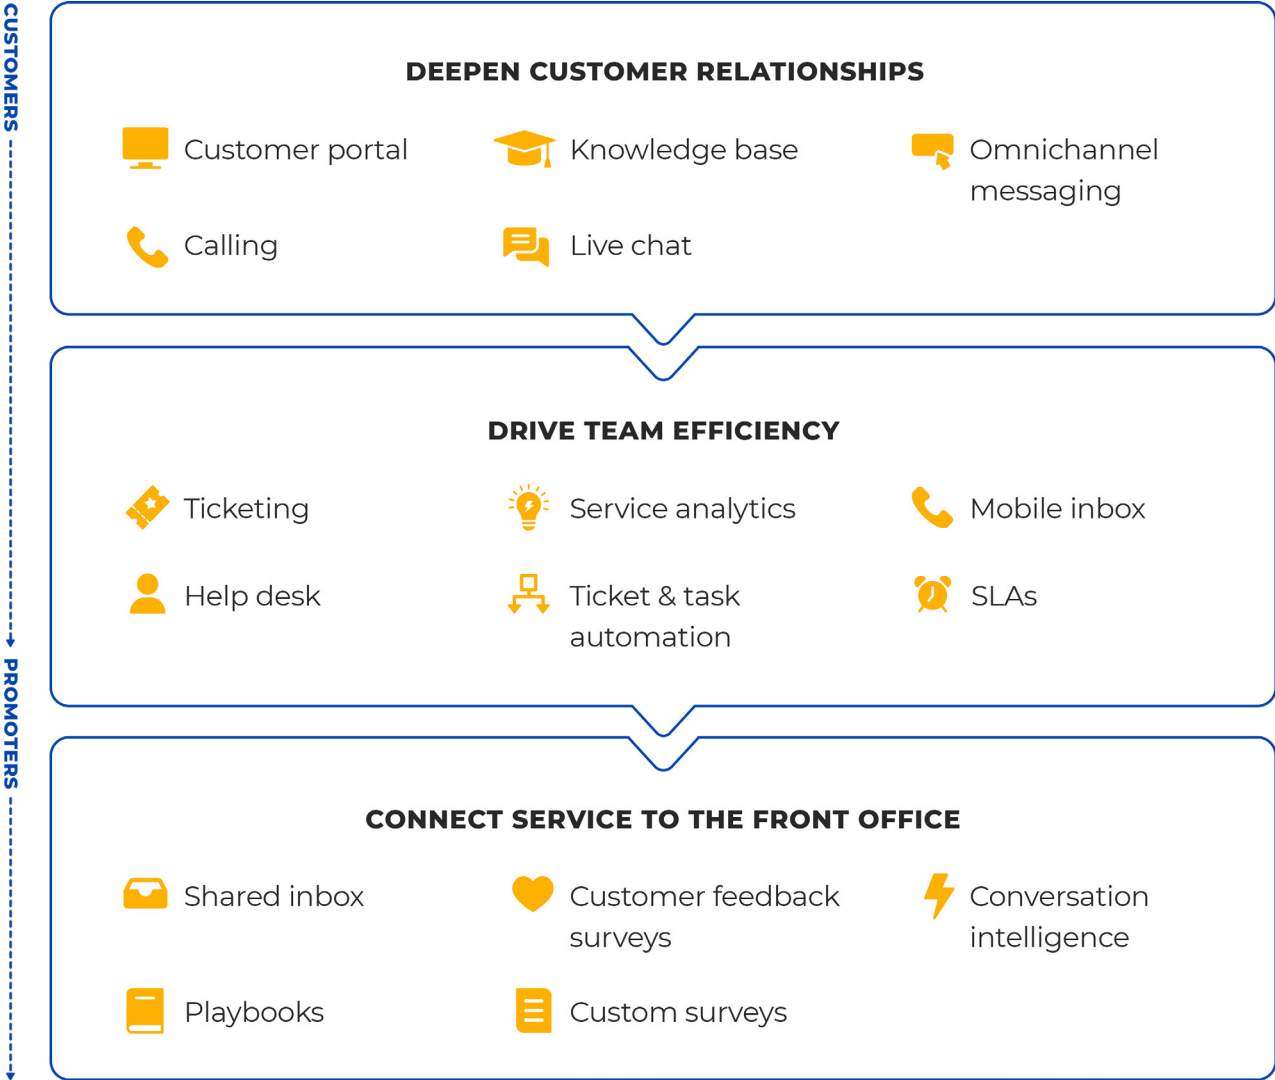 CUSTOMERS
DEEPEN CUSTOMER RELATIONSHIPS
Customer portal
Knowledge base
Omnichannel
messaging
Calling
Live chat
DRIVE TEAM EFFICIENCY
Ticketing
Service analytics
Mobile inbox
Help desk
Ticket & task
automation
SLAs
PROMOTERS
CONNECT SERVICE TO THE FRONT OFFICE
Shared inbox
Customer feedback
surveys
Conversation
intelligence
Playbooks
Custom surveys